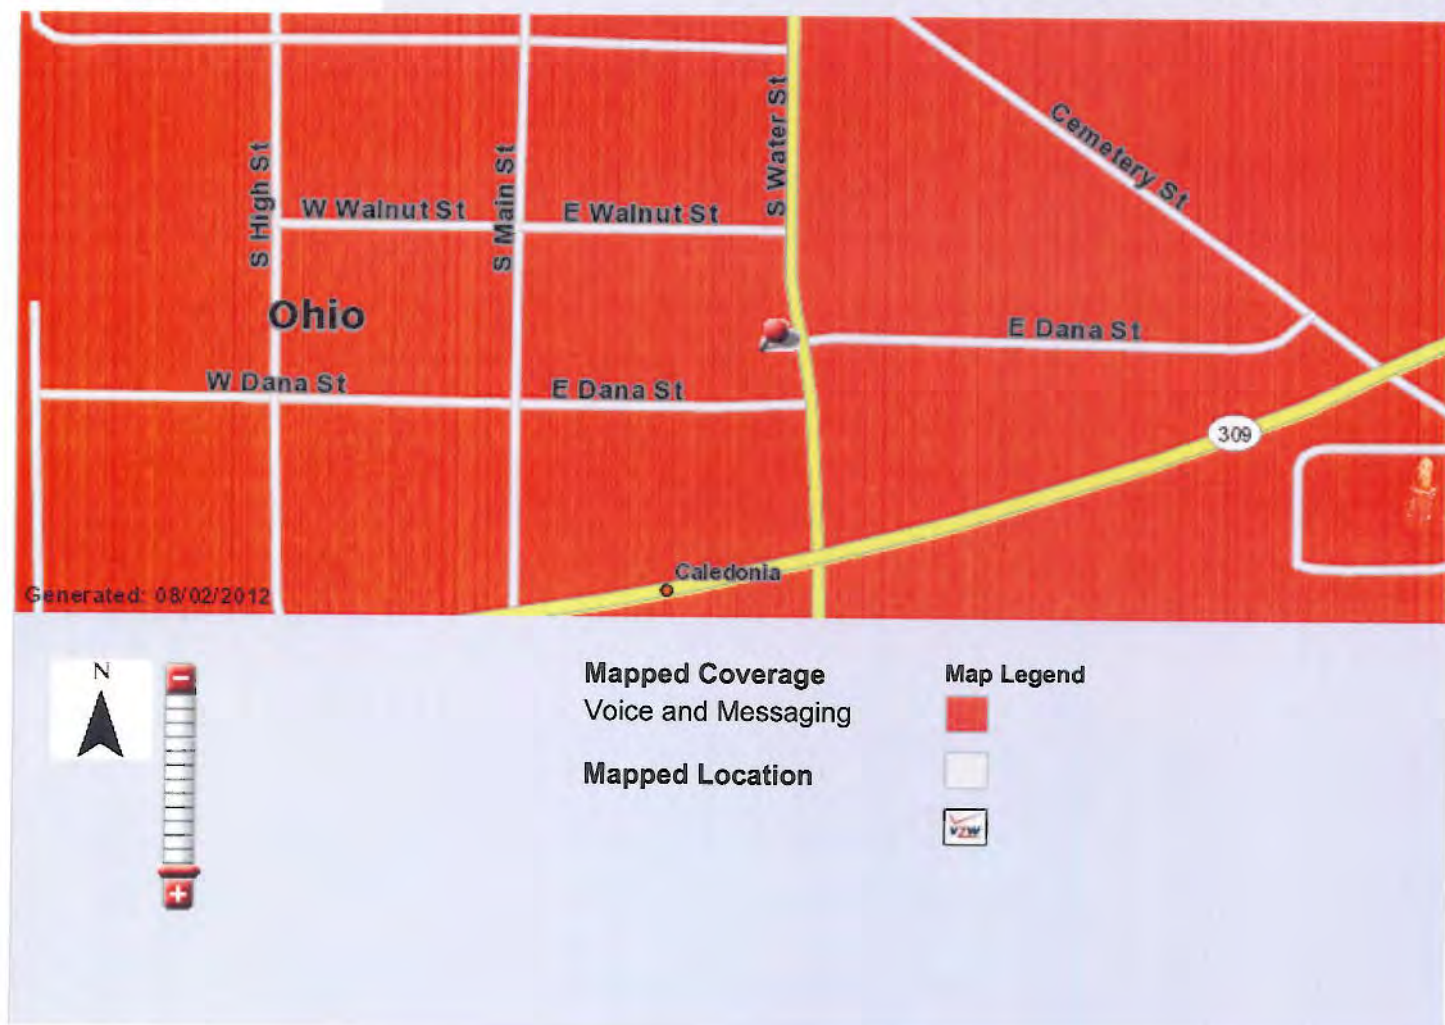 S Water St
Cemetery St
S High St
S Main St
W Walnut St
E Walnut St
Ohio
E Dana St
W Dana St
E Dana St
309
Caledonia
Generated: 08/02/2012
N
Mapped Coverage
Map Legend
Voice and Messaging
Mapped Location
VZW
−
+